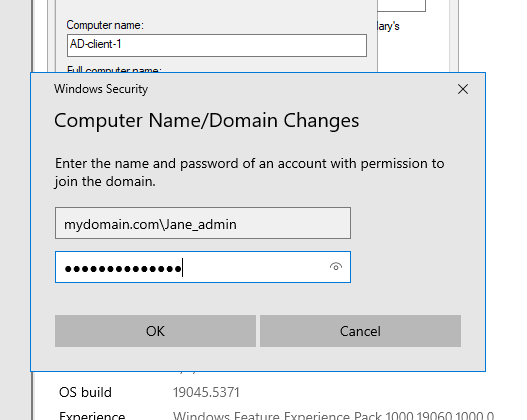 Computer name:
ary's
AD-client-1
Full computer name:
Windows Security
Computer Name/Domain Changes
Enter the name and password of an account with permission to
join the domain.
mydomain.com\Jane_admin
●●●●●●●●●●●●●●
OK
Cancel
OS build
19045.5371
Experience
Windows Feature Experience Pack 1000.19060.1000.0